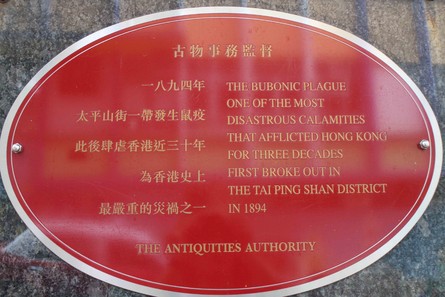 古物事務監督
一八九四年
太平山街一帶發生鼠疫
此後肆虐香港近三十年
為香港史上
最嚴重的災禍之一
THE BUBONIC PLAGUE
ONE OF THE MOST
DISASTROUS CALAMITIES
THAT AFFLICTED HONG KONG
FOR THREE DECADES
FIRST BROKE OUT IN
THE TAI PING SHAN DISTRICT
IN 1894
THE ANTIQUITIES AUTHORITY